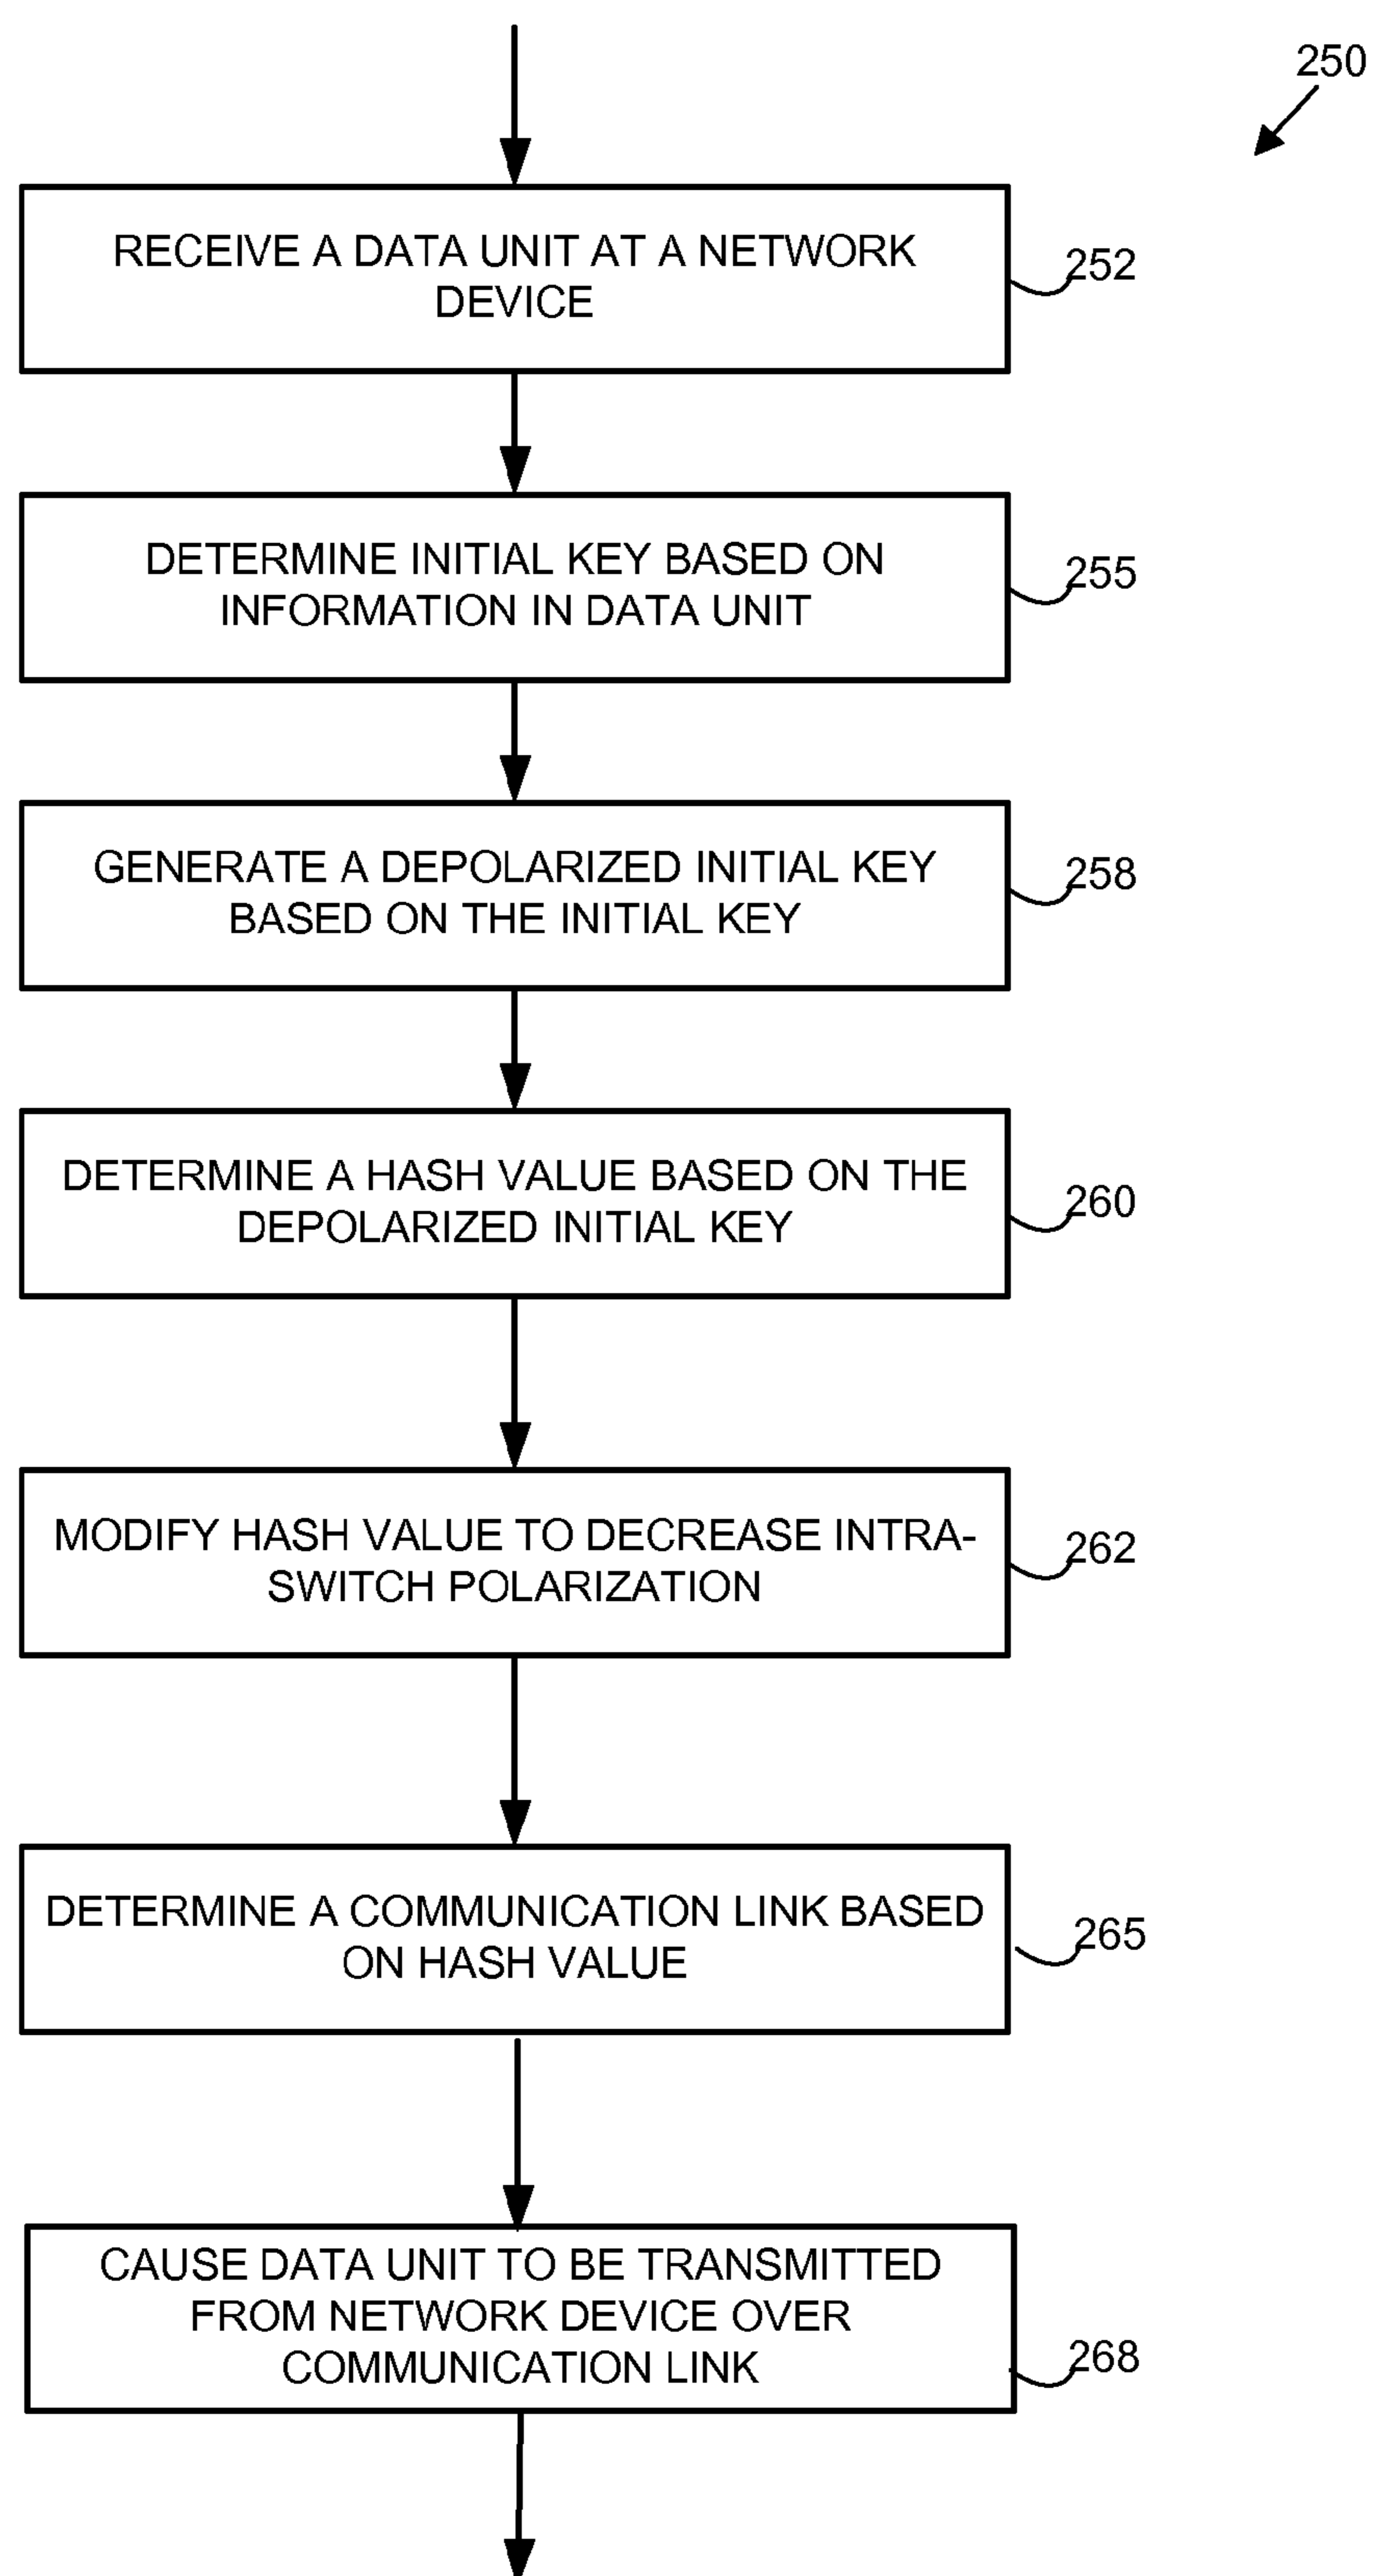 250
RECEIVE A DATA UNIT AT A NETWORK
DEVICE
252
DETERMINE INITIAL KEY BASED ON
INFORMATION IN DATA UNIT
255
GENERATE A DEPOLARIZED INITIAL KEY
BASED ON THE INITIAL KEY
258
DETERMINE A HASH VALUE BASED ON THE
DEPOLARIZED INITIAL KEY
260
MODIFY HASH VALUE TO DECREASE INTRA-
SWITCH POLARIZATION
262
DETERMINE A COMMUNICATION LINK BASED
ON HASH VALUE
265
CAUSE DATA UNIT TO BE TRANSMITTED
FROM NETWORK DEVICE OVER
COMMUNICATION LINK
268